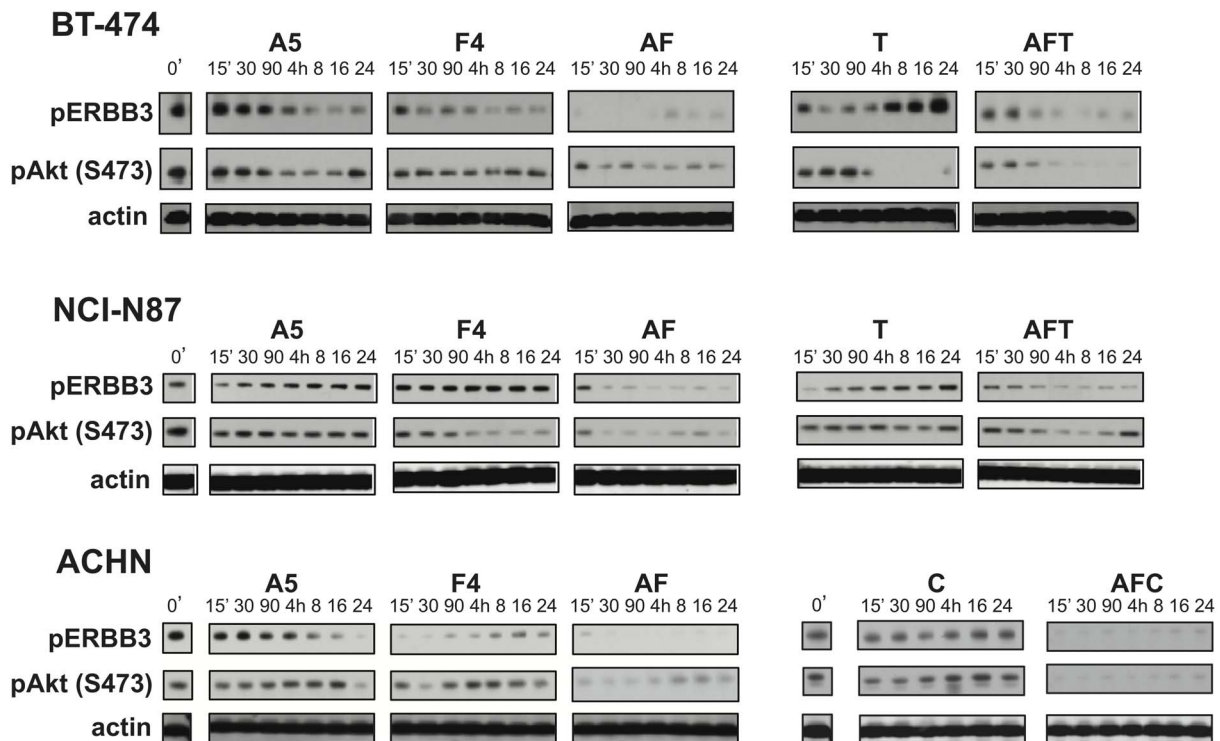 BT-474
A5 F4 AF T AFT
0' 15' 30 90 4h 8 16 24 15' 30 90 4h 8 16 24 15' 30 90 4h 8 16 24 15' 30 90 4h 8 16 24 15' 30 90 4h 8 16 24
pERBB3
pAkt (S473)
actin
NCI-N87
A5 F4 AF T AFT
0' 15' 30 90 4h 8 16 24 15' 30 90 4h 8 16 24 15' 30 90 4h 8 16 24 15' 30 90 4h 8 16 24 15' 30 90 4h 8 16 24
pERBB3
pAkt (S473)
actin
ACHN
A5 F4 AF C AFC
0' 15' 30 90 4h 8 16 24 15' 30 90 4h 8 16 24 15' 30 90 4h 8 16 24 0' 15' 30 90 4h 16 24 15' 30 90 4h 8 16 24
pERBB3
pAkt (S473)
actin